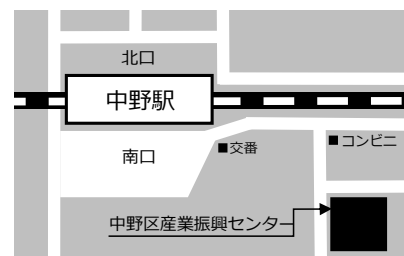 北口
中野駅
南口
■交番
■コンビニ
中野区産業振興センター